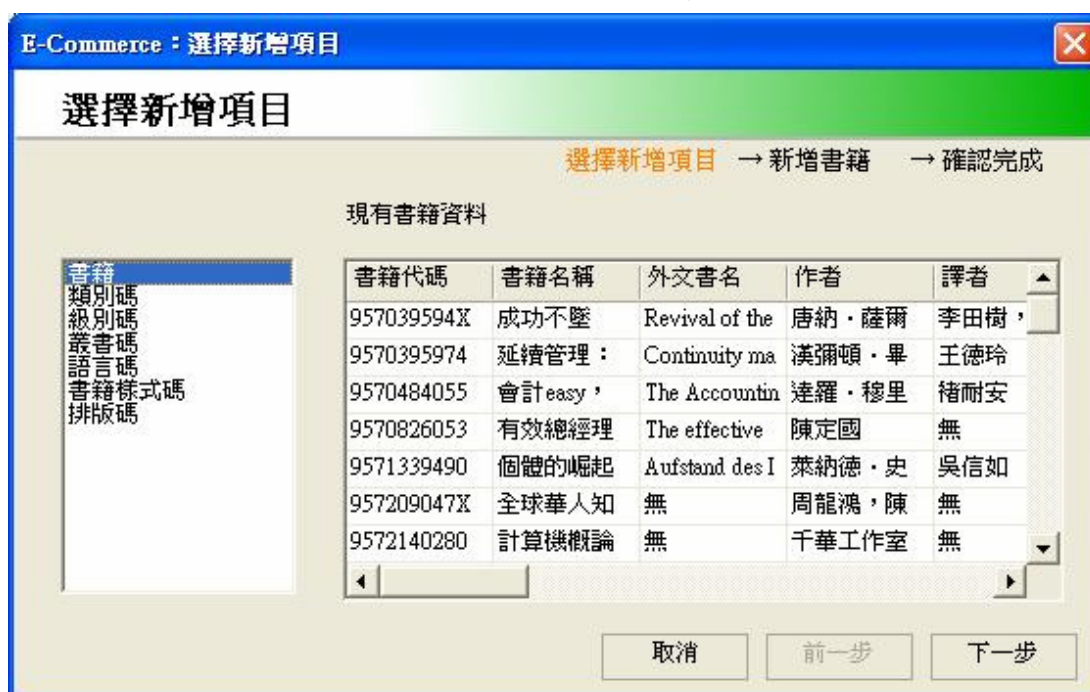 E-Commerce：選擇新增項目
選擇新增項目
選擇新增項目 →新增書籍 →確認完成
現有書籍資料
書籍
類別碼
級別碼
叢書碼
語言碼
書籍樣式碼
排版碼
書籍代碼 書籍名稱 外文書名 作者 譯者
957039594X 成功不墜 Revival of the 唐納．薩爾 李田樹，
9570395974 延續管理： Continuity ma 漢彌頓．畢 王德玲
9570484055 會計easy， The Accountin 達羅．穆里 褚耐安
9570826053 有效總經理 The effective 陳定國 無
9571339490 個體的崛起 Aufstand des I 萊納德．史 吳信如
957209047X 全球華人知 無 周龍鴻，陳 無
9572140280 計算機概論 無 千華工作室 無
取消 前一步 下一步